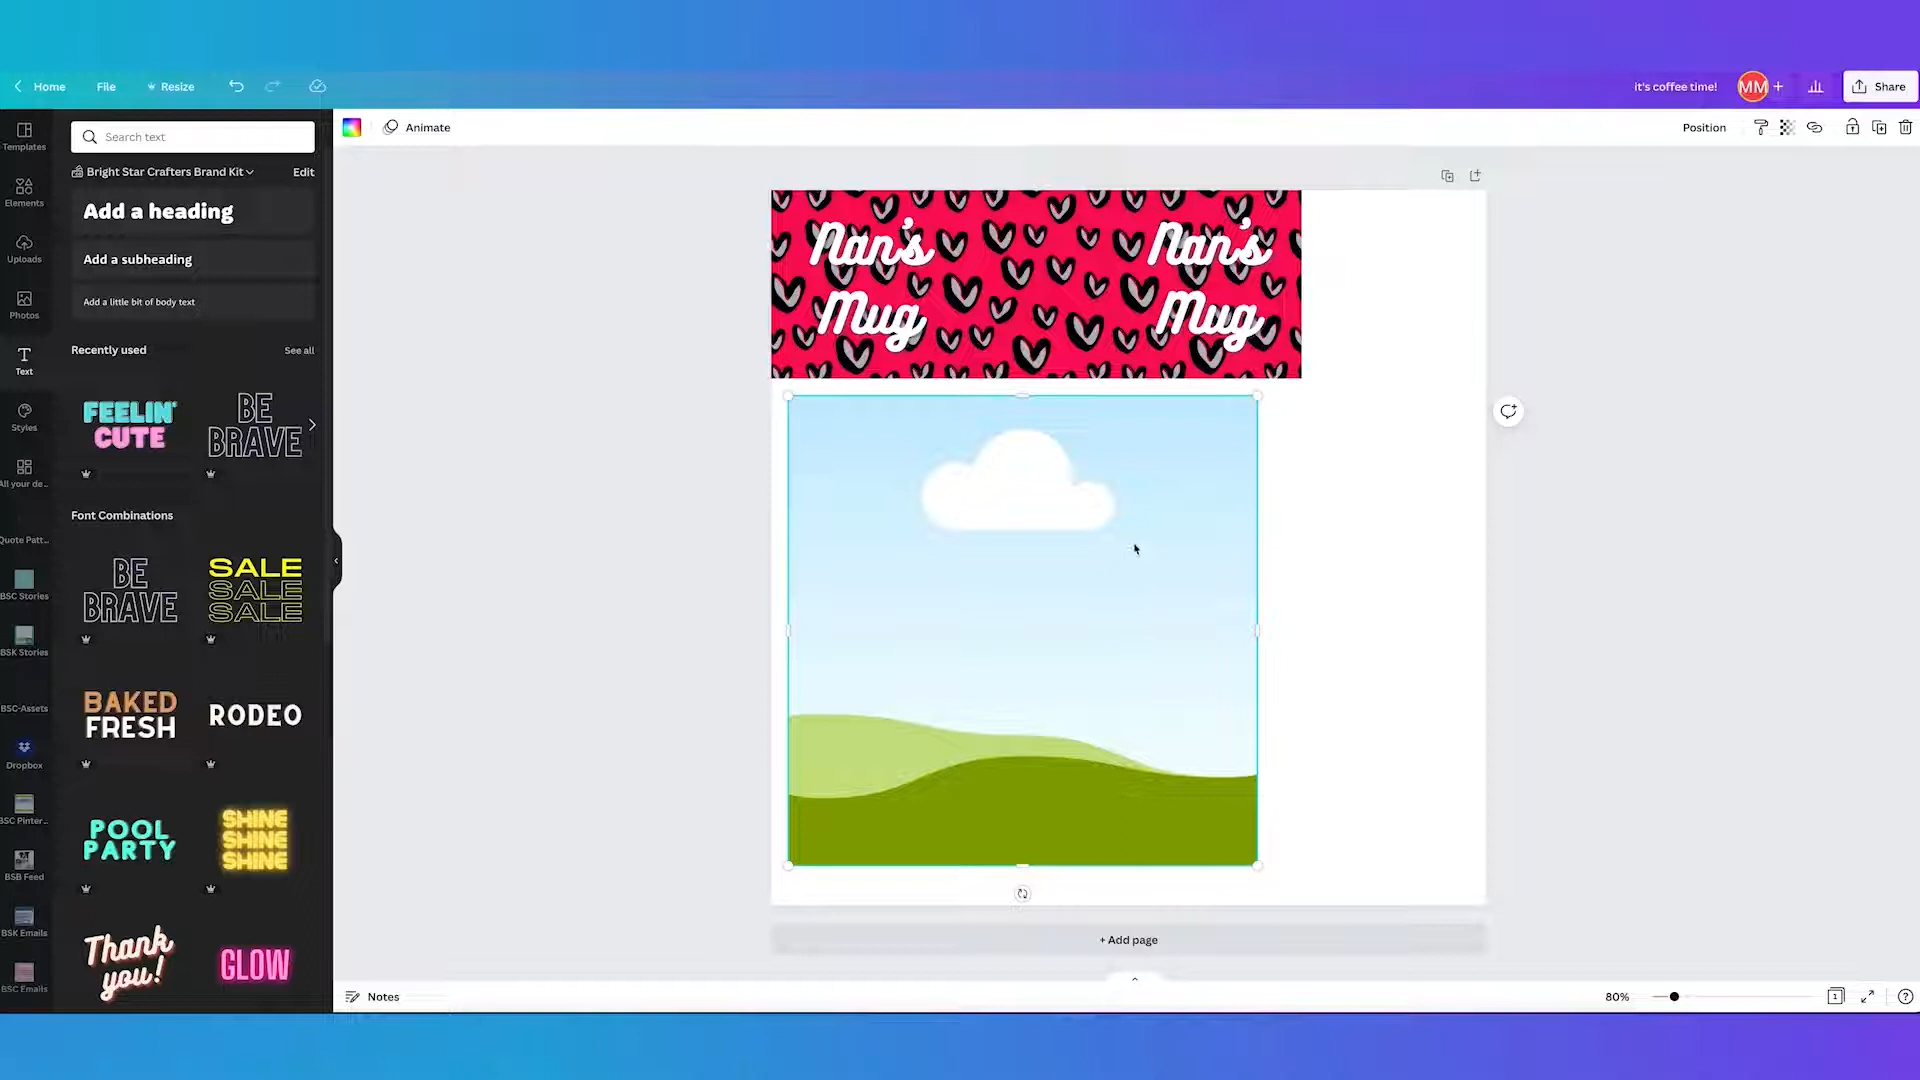 Home
File
Resize
it's coffee time!
MM
+
Share
Templates
Search text
Animate
Position
Bright Star Crafters Brand Kit
Edit
Elements
Add a heading
Uploads
Add a subheading
Photos
Add a little bit of body text
Text
Recently used
See all
FEELIN'
CUTE
BE
BRAVE
Styles
All your de...
Font Combinations
Quote Patt...
BE
BRAVE
SALE
SALE
SALE
BSC Stories
BSK Stories
BAKED
FRESH
RODEO
BSC-Assets
Dropbox
POOL
PARTY
SHINE
SHINE
SHINE
BSC Pinter...
BSB Feed
BSK Emails
Thank
you!
GLOW
BSC Emails
Nan's
Mug
Nan's
Mug
+ Add page
Notes
80%
1
?